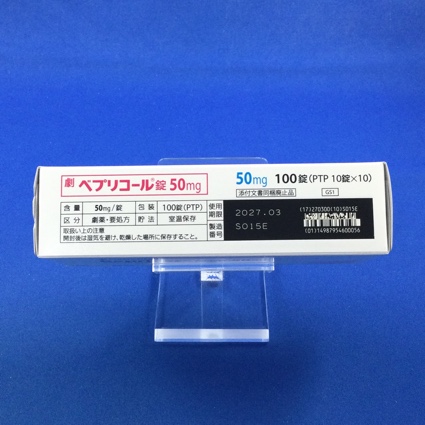 劇 ベプリコール®錠 50mg
50mg 100錠(PTP 10錠×10)
添付文書同梱廃止品 GS1
含量 50mg/錠 包装 100錠(PTP)
区分 劇薬・要処方 貯法 室温保存
取扱い上の注意
開封後は湿気を避け、乾燥した場所に保存すること。
使用期限 2027.03
製造番号 S015E
(17)270300(10)S015E
(01)14987954600056